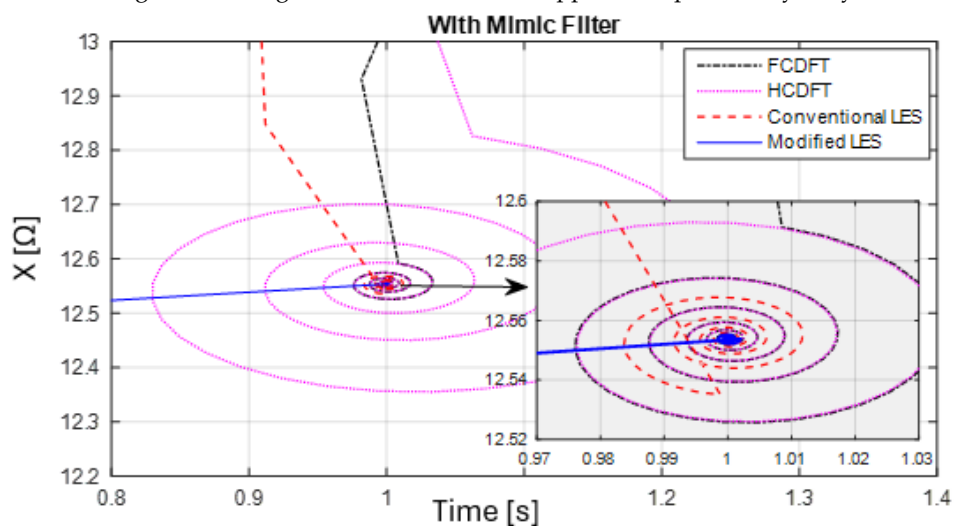 With Mimic Filter
13
12.9
12.8
12.7
12.6
12.5
12.4
12.3
12.2
X [Ω]
FCDFT
HCDFT
Conventional LES
Modified LES
12.6
12.58
12.56
12.54
12.52
0.97 0.98 0.99 1 1.01 1.02 1.03
0.8 0.9 1 1.2 1.3 1.4
Time [s]